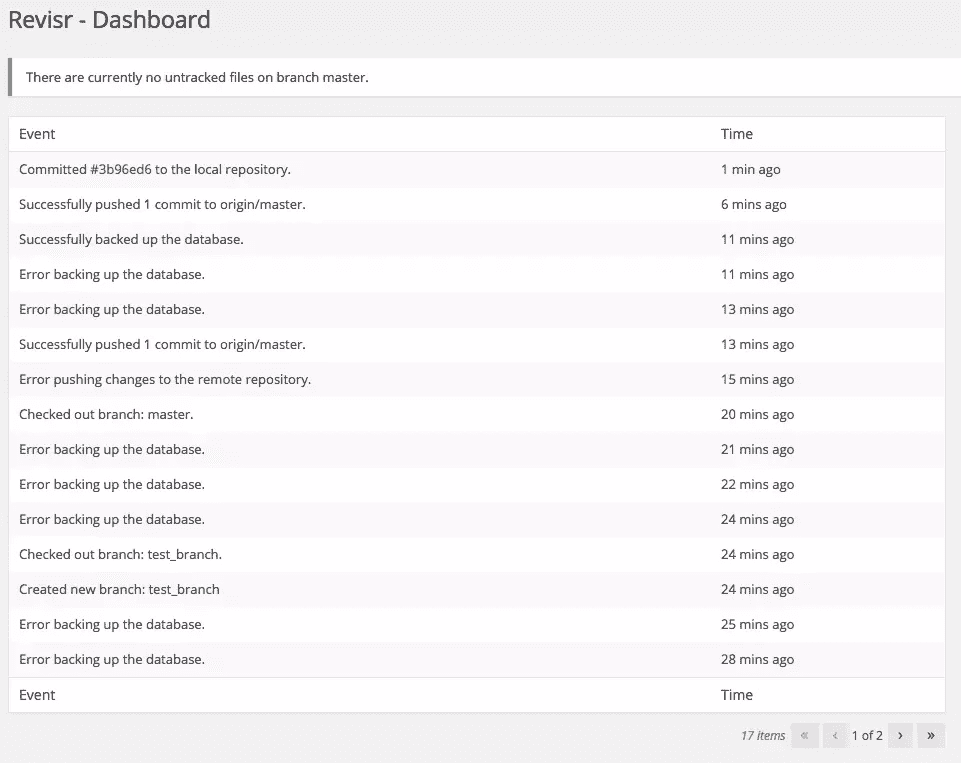 Revisr - Dashboard
There are currently no untracked files on branch master.
Event Time
Committed #3b96ed6 to the local repository. 1 min ago
Successfully pushed 1 commit to origin/master. 6 mins ago
Successfully backed up the database. 11 mins ago
Error backing up the database. 11 mins ago
Error backing up the database. 13 mins ago
Successfully pushed 1 commit to origin/master. 13 mins ago
Error pushing changes to the remote repository. 15 mins ago
Checked out branch: master. 20 mins ago
Error backing up the database. 21 mins ago
Error backing up the database. 22 mins ago
Error backing up the database. 24 mins ago
Checked out branch: test_branch. 24 mins ago
Created new branch: test_branch 24 mins ago
Error backing up the database. 25 mins ago
Error backing up the database. 28 mins ago
Event Time
17 items « ‹ 1 of 2 › »